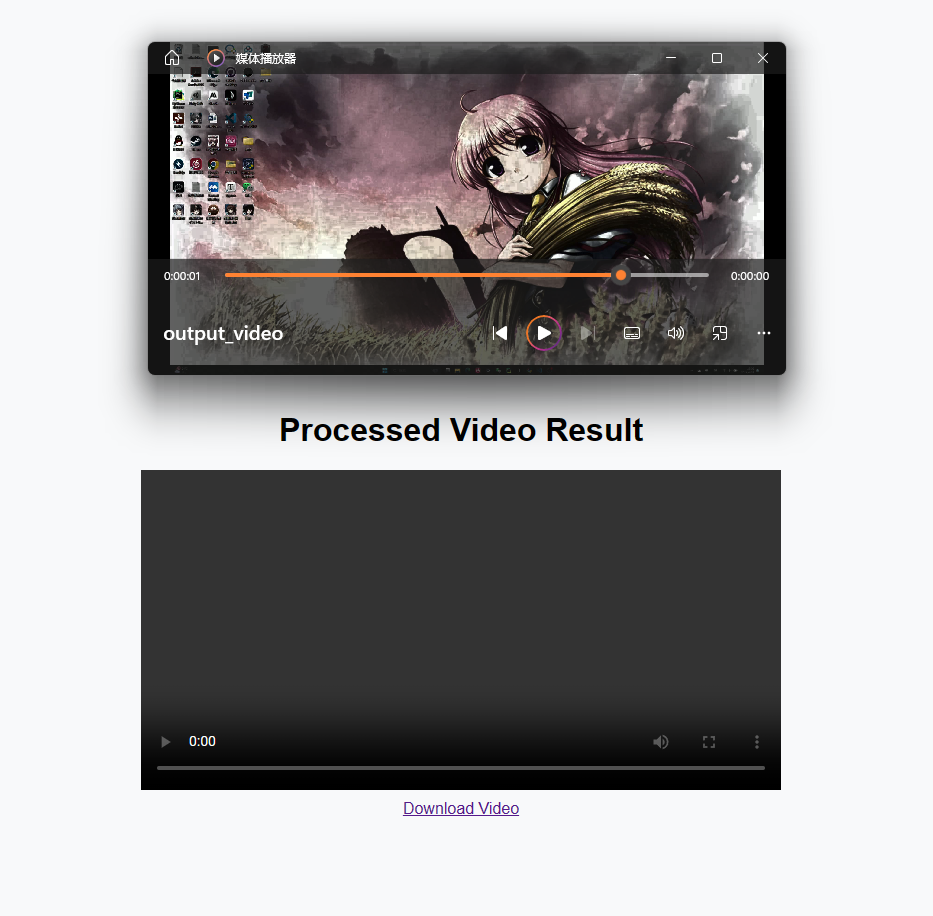 媒体播放器
0:00:01
0:00:00
output_video
Processed Video Result
0:00
Download Video